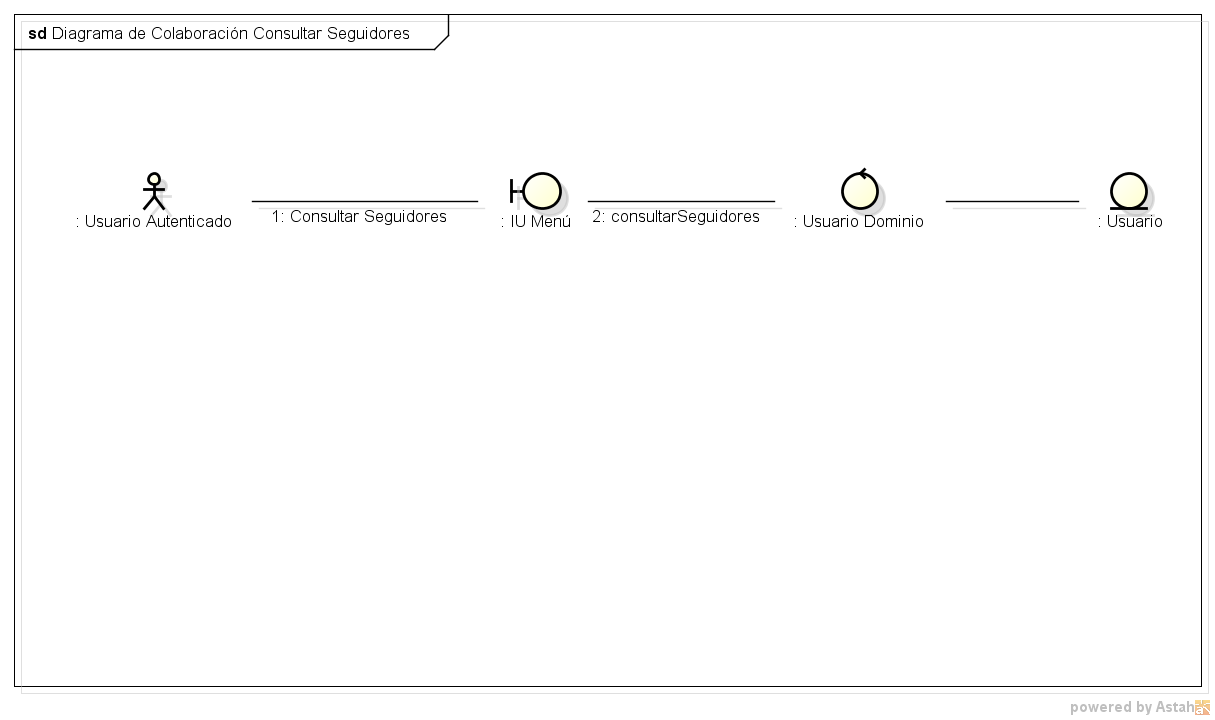 sd Diagrama de Colaboración Consultar Seguidores
: Usuario Autenticado
1: Consultar Seguidores
: IU Menú
2: consultarSeguidores
: Usuario Dominio
: Usuario
powered by Astah